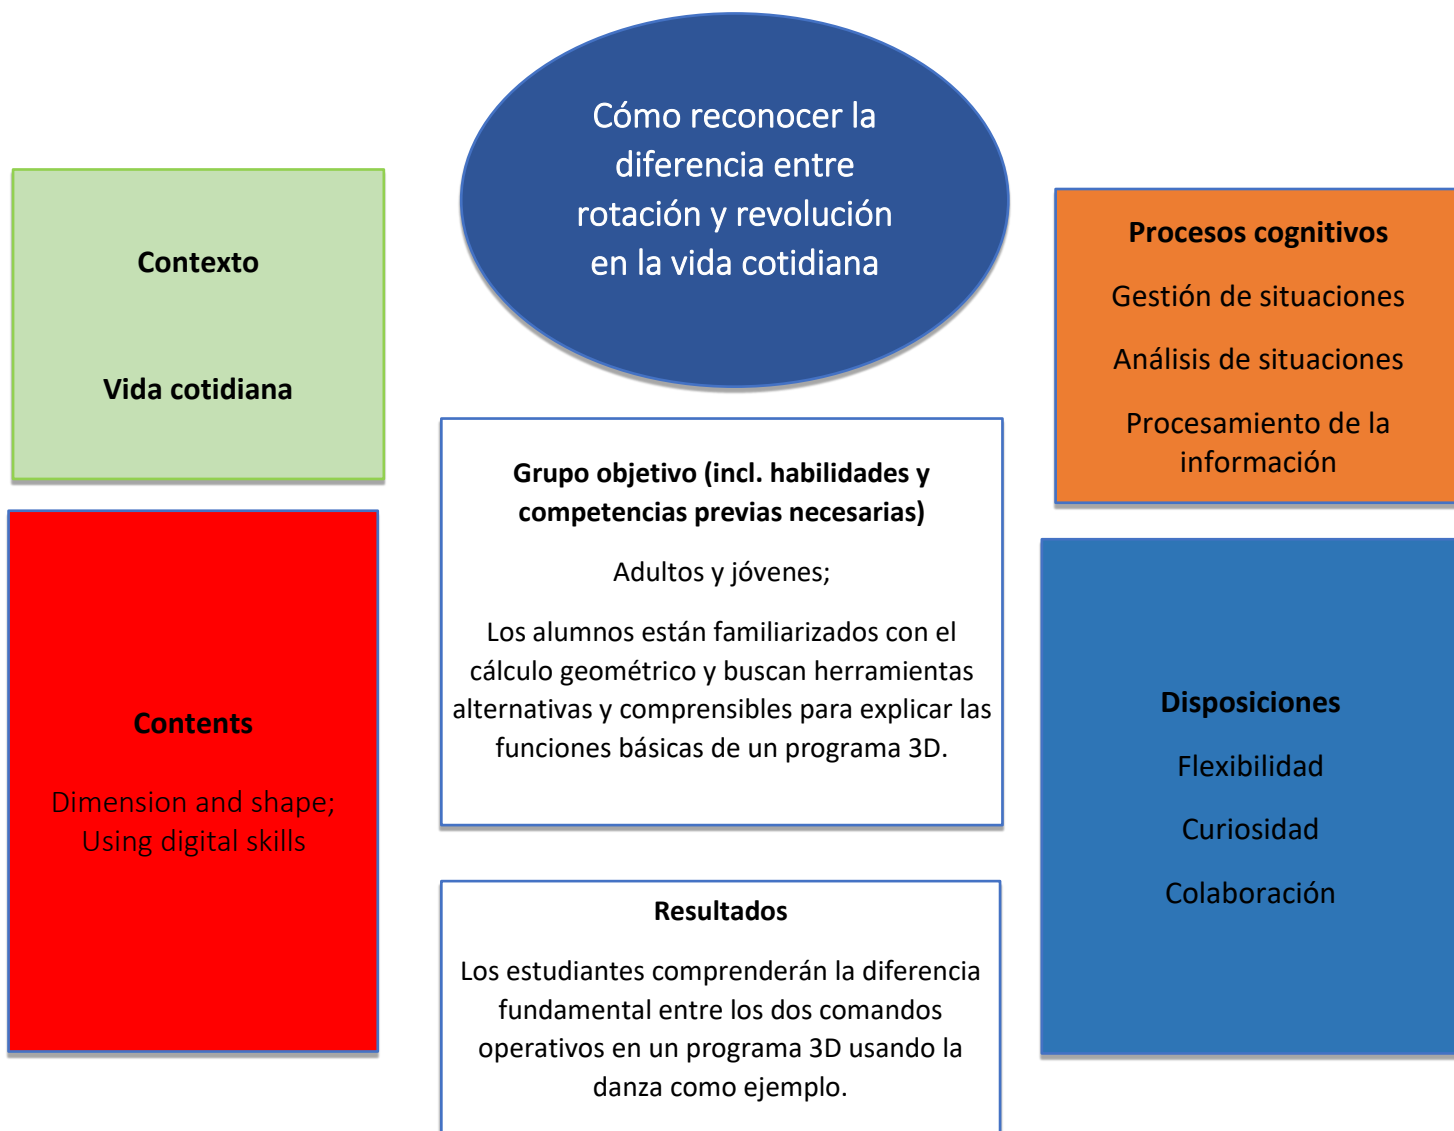 Cómo reconocer la
diferencia entre
rotación y revolución
en la vida cotidiana
Contexto
Vida cotidiana
Procesos cognitivos
Gestión de situaciones
Análisis de situaciones
Procesamiento de la
información
Grupo objetivo (incl. habilidades y
competencias previas necesarias)
Adultos y jóvenes;
Los alumnos están familiarizados con el
cálculo geométrico y buscan herramientas
alternativas y comprensibles para explicar las
funciones básicas de un programa 3D.
Contents
Dimension and shape;
Using digital skills
Disposiciones
Flexibilidad
Curiosidad
Colaboración
Resultados
Los estudiantes comprenderán la diferencia
fundamental entre los dos comandos
operativos en un programa 3D usando la
danza como ejemplo.